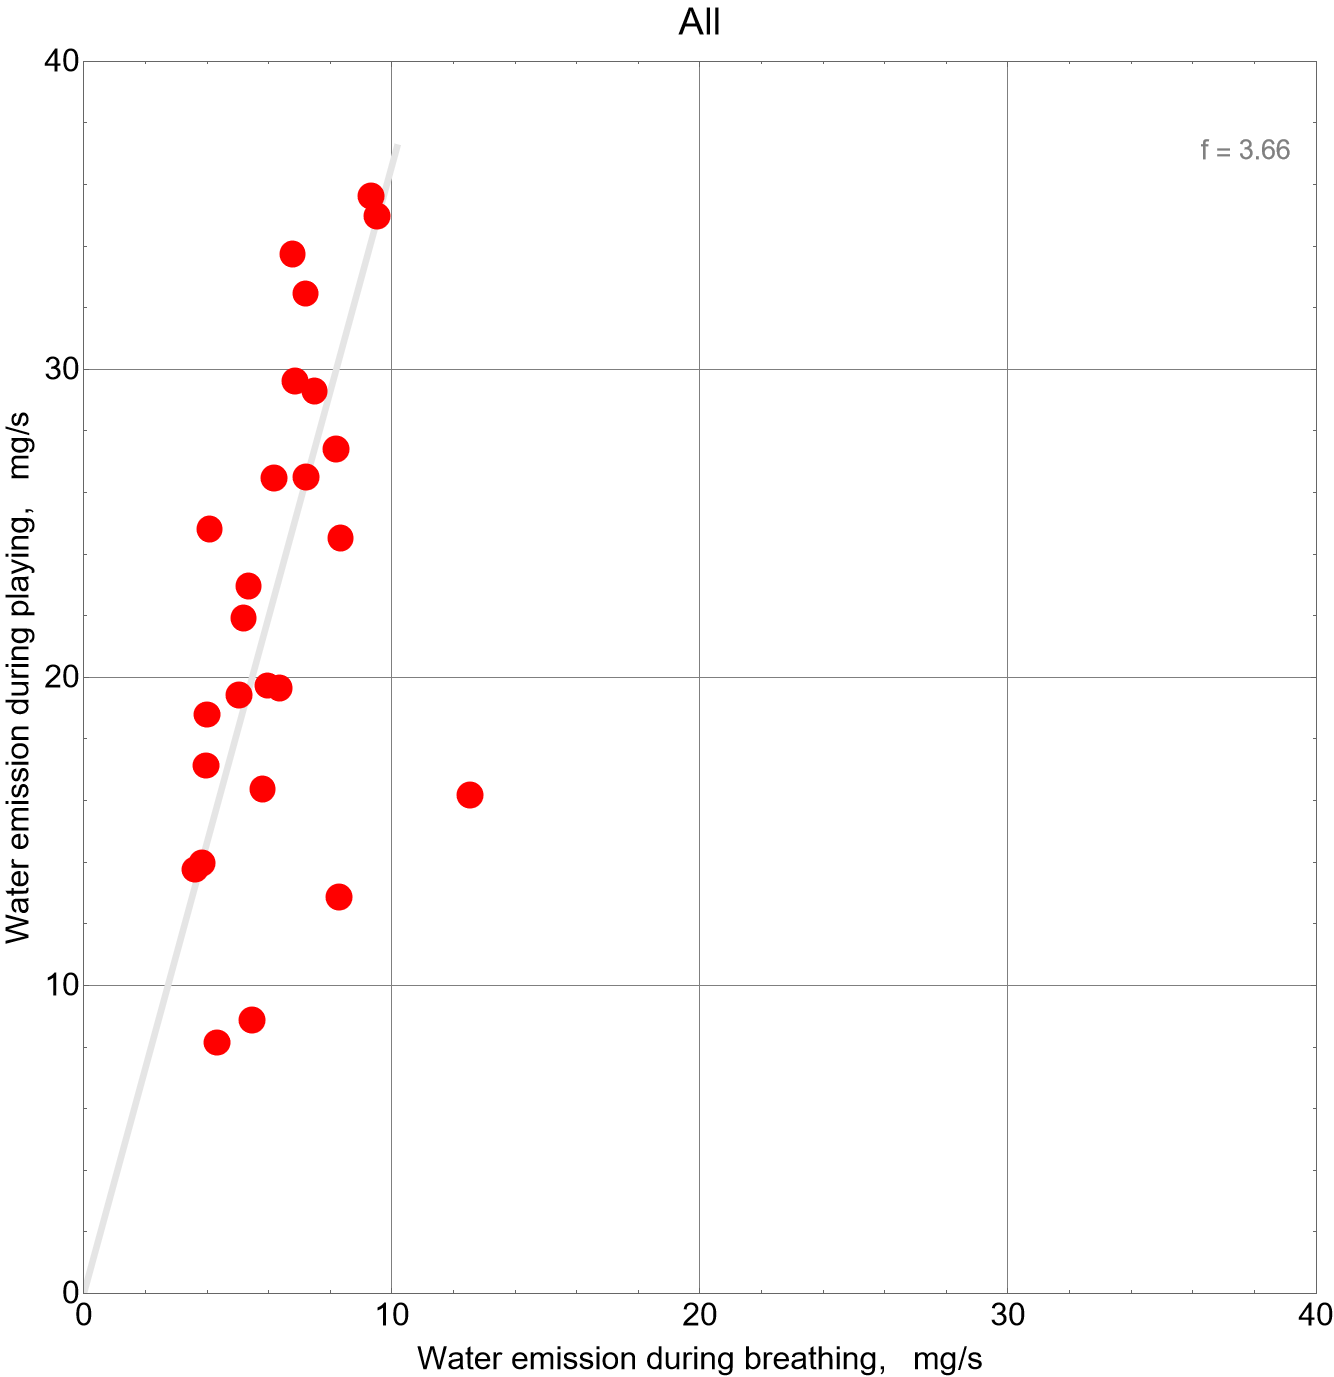 All
40
f = 3.66
30
20
10
0
0 10 20 30 40
Water emission during playing, mg/s
Water emission during breathing, mg/s